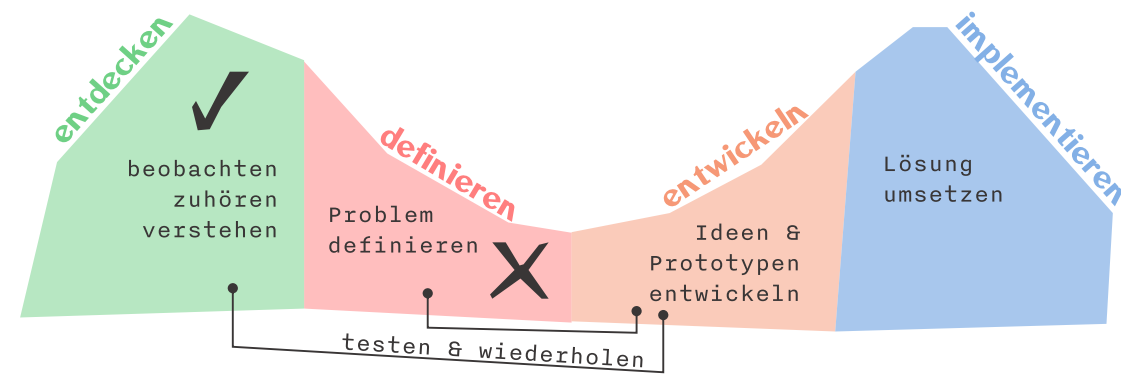 entdecken
beobachten
zuhören
verstehen
definieren
Problem
definieren
entwickeln
Ideen &
Prototypen
entwickeln
implementieren
Lösung
umsetzen
testen & wiederholen